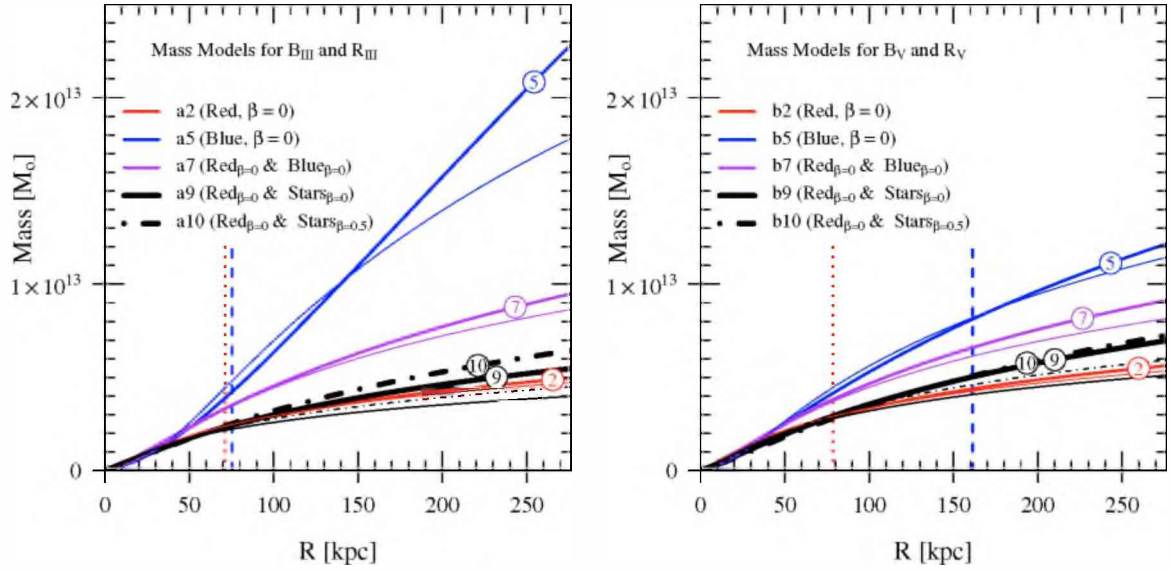 Mass Models for B_III and R_III
a2 (Red, β = 0)
a5 (Blue, β = 0)
a7 (Red_β=0 & Blue_β=0)
a9 (Red_β=0 & Stars_β=0)
a10 (Red_β=0 & Stars_β=0.5)
Mass [M_o]
2 × 10^13
1 × 10^13
0
5
7
10
9
2
0 50 100 150 200 250
R [kpc]
Mass Models for B_V and R_V
b2 (Red, β = 0)
b5 (Blue, β = 0)
b7 (Red_β=0 & Blue_β=0)
b9 (Red_β=0 & Stars_β=0)
b10 (Red_β=0 & Stars_β=0.5)
Mass [M_o]
2 × 10^13
1 × 10^13
0
5
7
10 9
2
0 50 100 150 200 250
R [kpc]